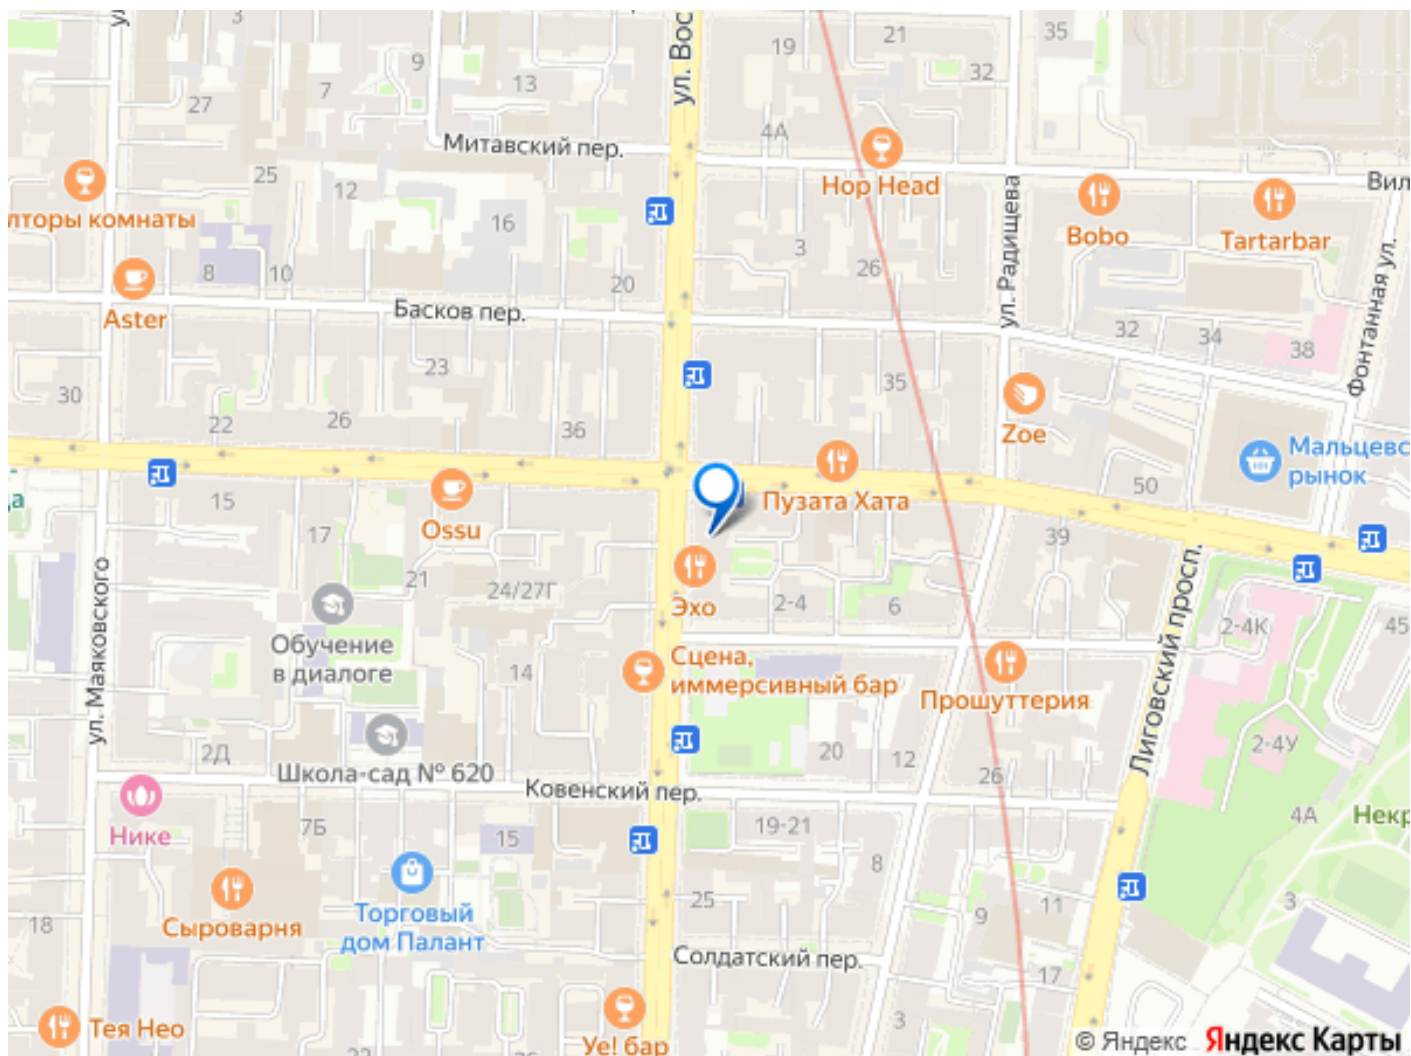 ул. Вос
3
9
7
13
27
19
21
32
35
4А
Митавский пер.
Hop Head
Вил
25
12
16
лторы комнаты
3
26
ул. Радищева
Bobo
Tartarbar
Фонтанная ул.
8
10
20
Aster
Басков пер.
32
34
38
23
35
30
22
26
36
Zoe
Мальцевс
рынок
да
15
Ossu
Пузата Хата
50
17
21
24/27Г
39
Эхо
2-4
6
2-4К
45
Обучение
в диалоге
14
Сцена,
иммерсивный бар
Прошуттерия
Лиговский просп.
ул. Маяковского
2Д
Школа-сад № 620
20
12
26
2-4У
Ковенский пер.
Нике
7Б
15
19-21
8
4А
Некр
Сыроварня
Торговый
дом Палант
25
9
11
3
18
Солдатский пер.
17
Тея Нео
22
Уе! бар
3
© Яндекс Яндекс Карты